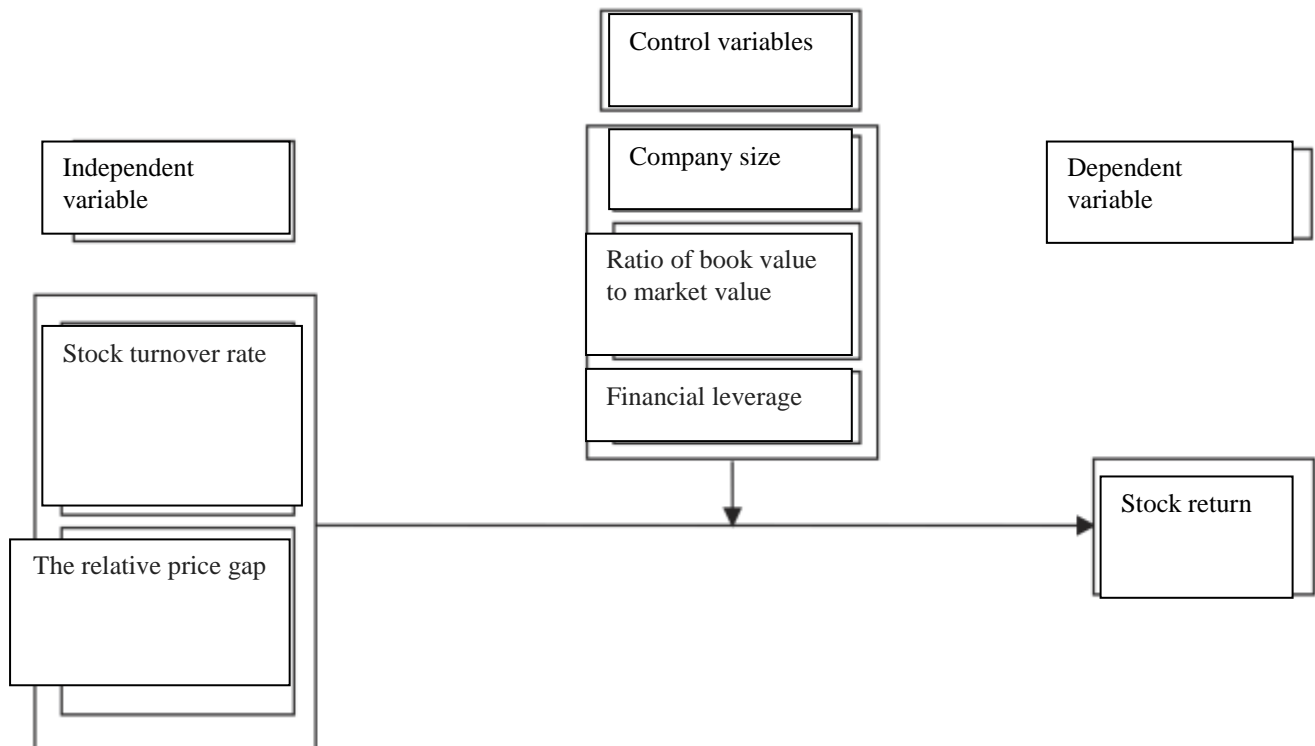 Control variables
Company size
Independent
variable
Dependent
variable
Ratio of book value
to market value
Stock turnover rate
Financial leverage
Stock return
The relative price gap